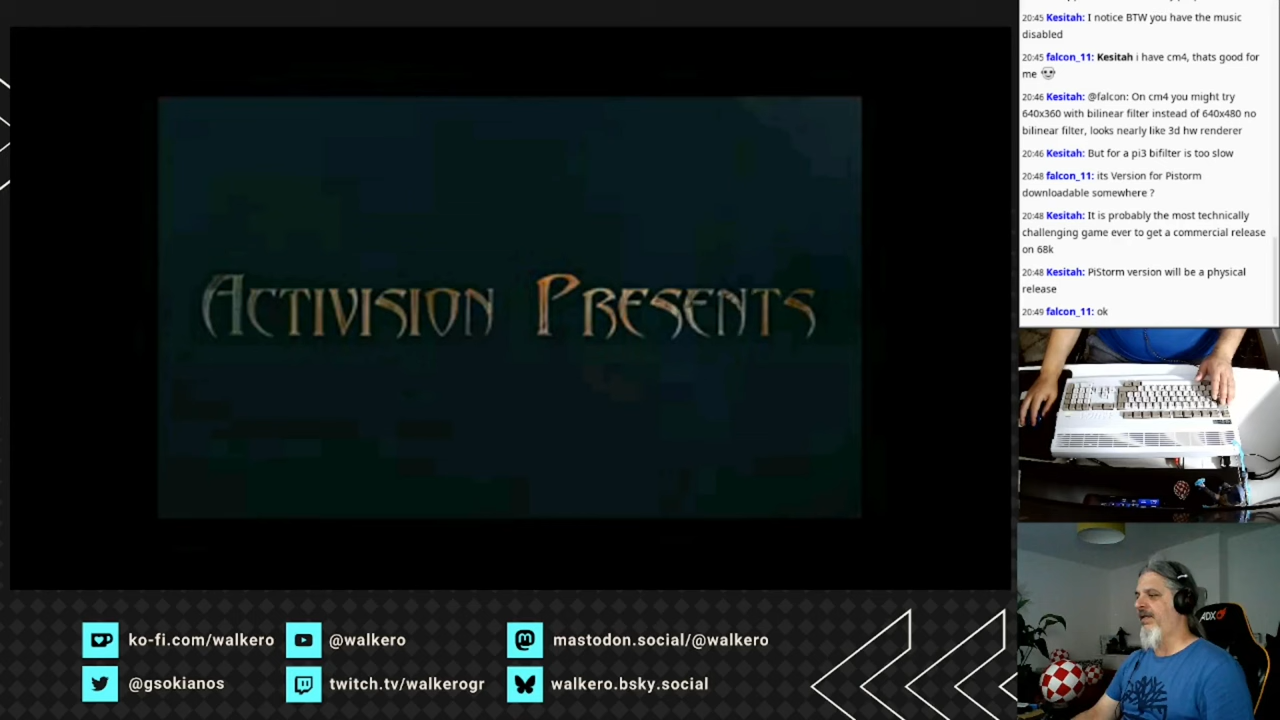 20:45 Kesitah: I notice BTW you have the music
disabled
20:45 falcon_11: Kesitah i have cm4, thats good for
me
20:46 Kesitah: @falcon: On cm4 you might try
640x360 with bilinear filter instead of 640x480 no
bilinear filter, looks nearly like 3d hw renderer
20:46 Kesitah: But for a pi3 bifilter is too slow
20:48 falcon_11: its Version for Pistorm
downloadable somewhere ?
20:48 Kesitah: It is probably the most technically
challenging game ever to get a commercial release
on 68k
20:48 Kesitah: PiStorm version will be a physical
release
20:49 falcon_11: ok
Activision Presents
ADX
ko-fi.com/walkero
@walkero
mastodon.social/@walkero
@gsokianos
twitch.tv/walkerogr
walkero.bsky.social